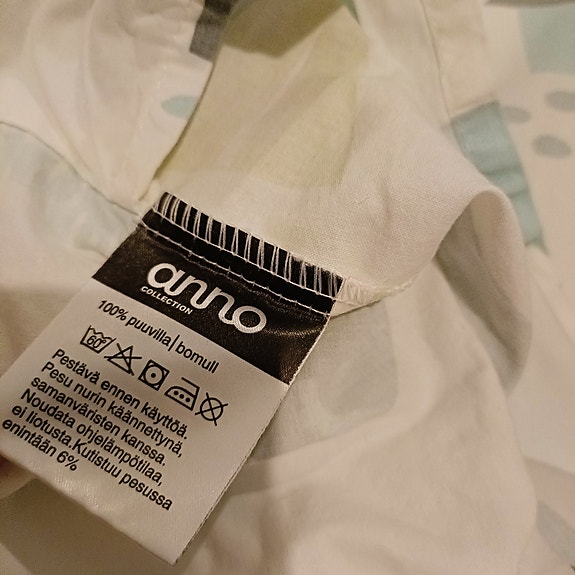 anno
COLLECTION
100% puuvilla | bomull
60
Pestävä ennen käyttöä.
Pesu nurin käännettynä,
samanväristen kanssa.
Noudata ohjelämpötilaa,
ei liotusta.Kutistuu pesussa
enintään 6%